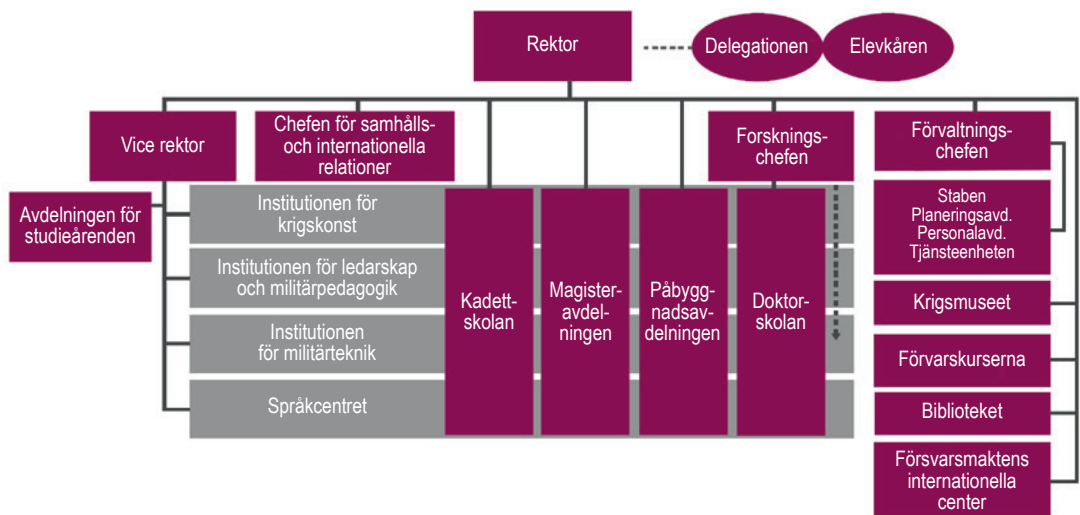 Rektor
Delegationen
Elevkåren
Vice rektor
Chefen för samhälls-
och internationella
relationer
Forsknings-
chefen
Förvaltnings-
chefen
Avdelningen för
studieårenden
Institutionen för
krigskonst
Institutionen för ledarskap
och militärpedagogik
Institutionen
för militärteknik
Språkcentret
Kadett-
skolan
Magister-
avdel-
ningen
Påbygg-
nadsav-
delningen
Doktor-
skolan
Staben
Planeringsavd.
Personalavd.
Tjänsteenheten
Krigsmuseet
Förvarskurserna
Biblioteket
Försvarsmaktens
internationella
center